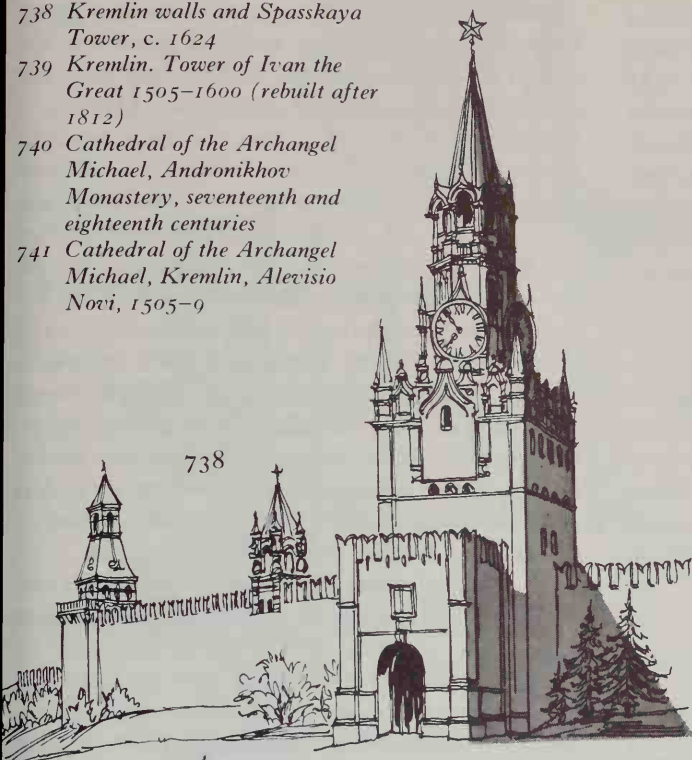 738 Kremlin walls and Spasskaya
Tower, c. 1624
739 Kremlin. Tower of Ivan the
Great 1505–1600 (rebuilt after
1812)
740 Cathedral of the Archangel
Michael, Andronikhov
Monastery, seventeenth and
eighteenth centuries
741 Cathedral of the Archangel
Michael, Kremlin, Alevisio
Novi, 1505–9
738